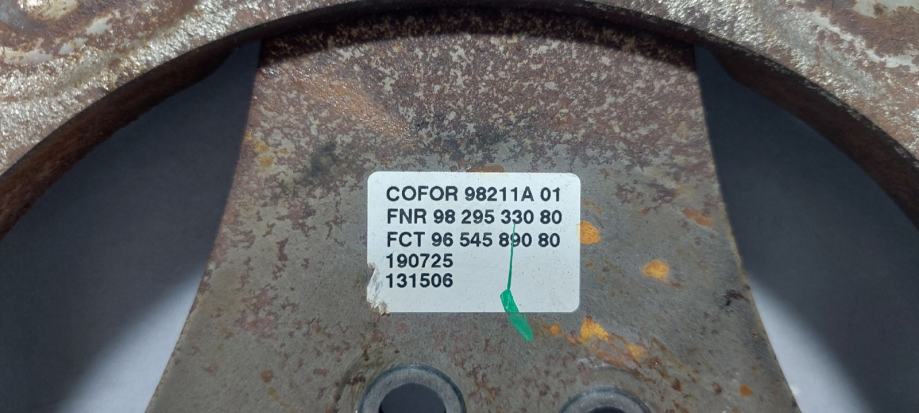 COFOR 98211A 01
FNR 98 295 330 80
FCT 96 545 890 80
190725
131506